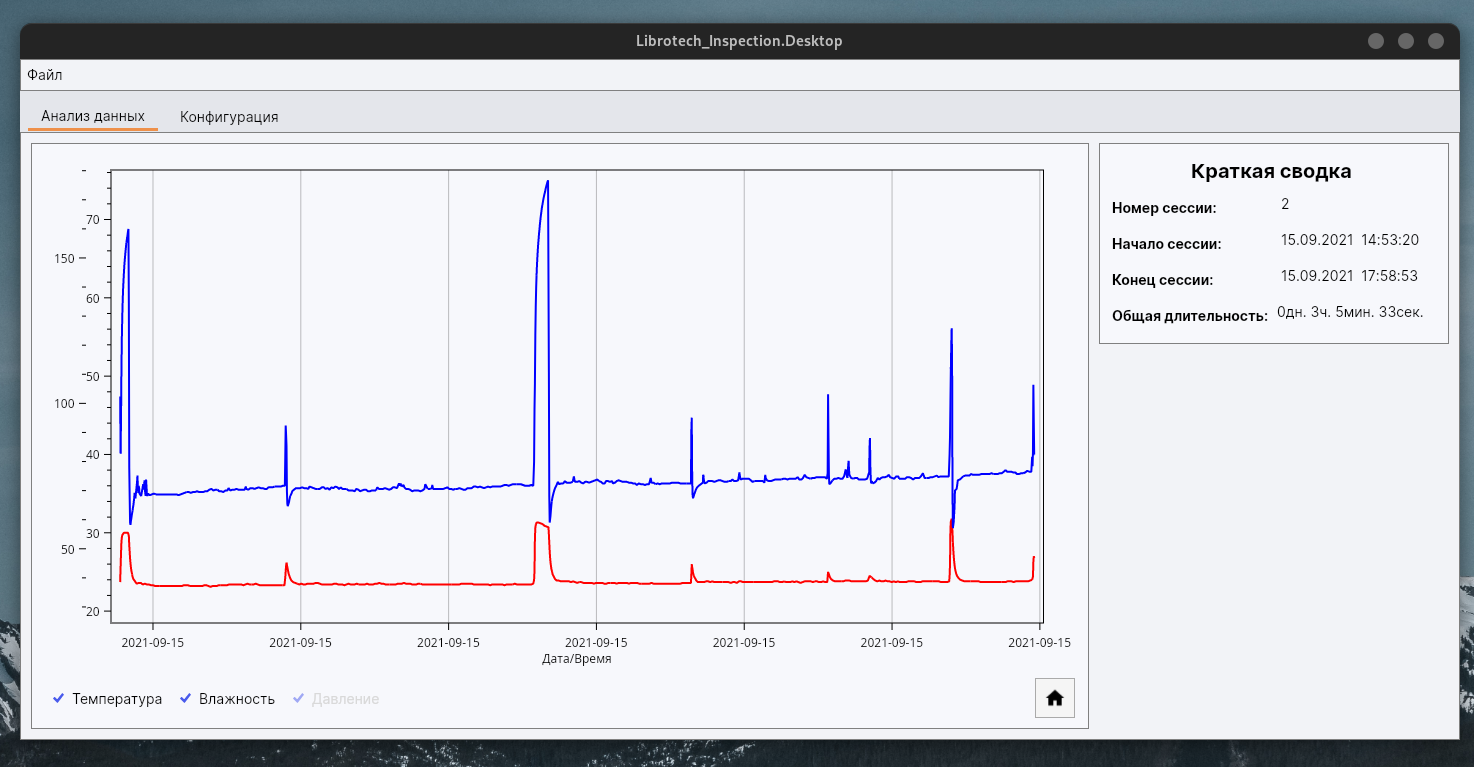 Librotech_Inspection.Desktop
Файл
Анализ данных Конфигурация
70
150
60
50
100
40
30
50
20
2021-09-15 2021-09-15 2021-09-15 2021-09-15 2021-09-15 2021-09-15 2021-09-15
Дата/Время
Температура Влажность Давление
Краткая сводка
Номер сессии: 2
Начало сессии: 15.09.2021 14:53:20
Конец сессии: 15.09.2021 17:58:53
Общая длительность: 0дн. 3ч. 5мин. 33сек.